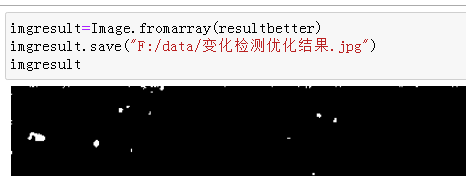 imgresult=Image.fromarray(resultbetter)
imgresult.save("F:/data/变化检测优化结果.jpg")
imgresult